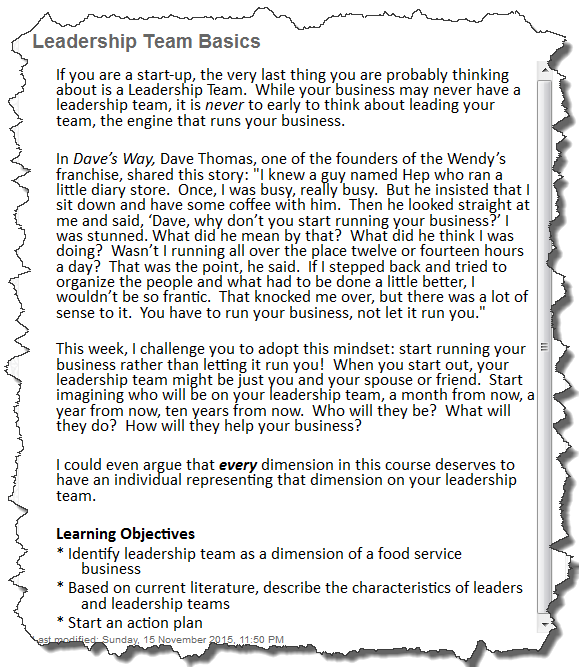 Leadership Team Basics
If you are a start-up, the very last thing you are probably thinking
about is a Leadership Team.  While your business may never have a
leadership team, it is never to early to think about leading your
team, the engine that runs your business.
In Dave's Way, Dave Thomas, one of the founders of the Wendy's
franchise, shared this story: "I knew a guy named Hep who ran a
little diary store.  Once, I was busy, really busy.  But he insisted that I
sit down and have some coffee with him.  Then he looked straight at
me and said, 'Dave, why don't you start running your business?' I
was stunned. What did he mean by that?  What did he think I was
doing?  Wasn't I running all over the place twelve or fourteen hours
a day?  That was the point, he said.  If I stepped back and tried to
organize the people and what had to be done a little better, I
wouldn't be so frantic.  That knocked me over, but there was a lot of
sense to it.  You have to run your business, not let it run you."
This week, I challenge you to adopt this mindset: start running your
business rather than letting it run you!  When you start out, your
leadership team might be just you and your spouse or friend.  Start
imagining who will be on your leadership team, a month from now, a
year from now, ten years from now.  Who will they be?  What will
they do?  How will they help your business?
I could even argue that every dimension in this course deserves to
have an individual representing that dimension on your leadership
team.
Learning Objectives
* Identify leadership team as a dimension of a food service
business
* Based on current literature, describe the characteristics of leaders
and leadership teams
* Start an action plan
Last modified: Sunday, 15 November 2015, 11:50 PM